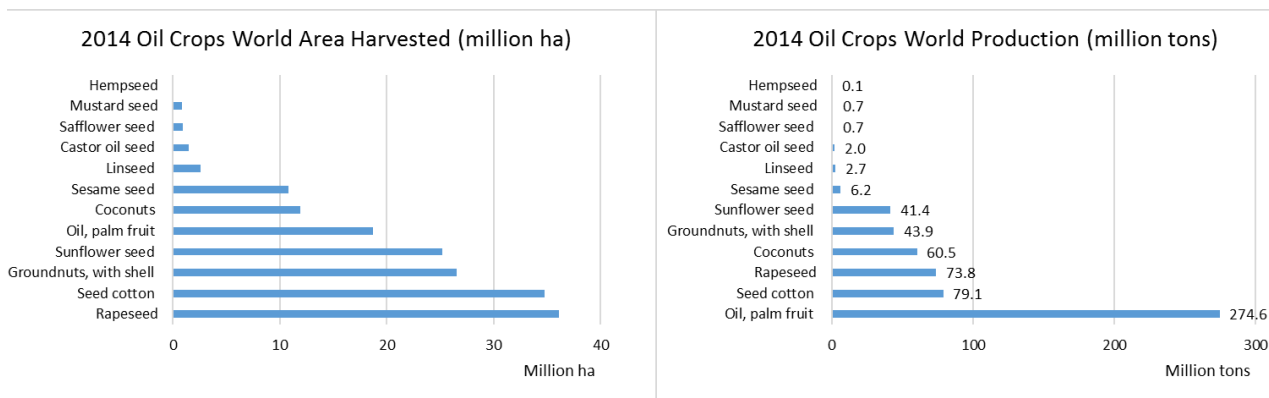 2014 Oil Crops World Area Harvested (million ha)
Hempseed
Mustard seed
Safflower seed
Castor oil seed
Linseed
Sesame seed
Coconuts
Oil, palm fruit
Sunflower seed
Groundnuts, with shell
Seed cotton
Rapeseed
0 10 20 30 40
Million ha
2014 Oil Crops World Production (million tons)
Hempseed 0.1
Mustard seed 0.7
Safflower seed 0.7
Castor oil seed 2.0
Linseed 2.7
Sesame seed 6.2
Sunflower seed 41.4
Groundnuts, with shell 43.9
Coconuts 60.5
Rapeseed 73.8
Seed cotton 79.1
Oil, palm fruit 274.6
0 100 200 300
Million tons